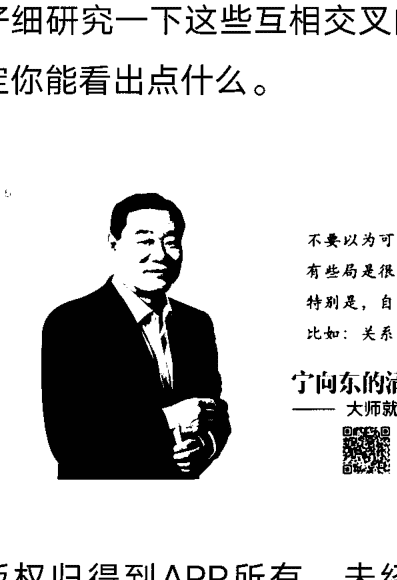 仔细研究一下这些互相交叉的
定你能看出点什么。
不要以为可
有些局是很
特别是，自
比如：关系
宁向东的清
—— 大师就
版权归得到APP所有，未经